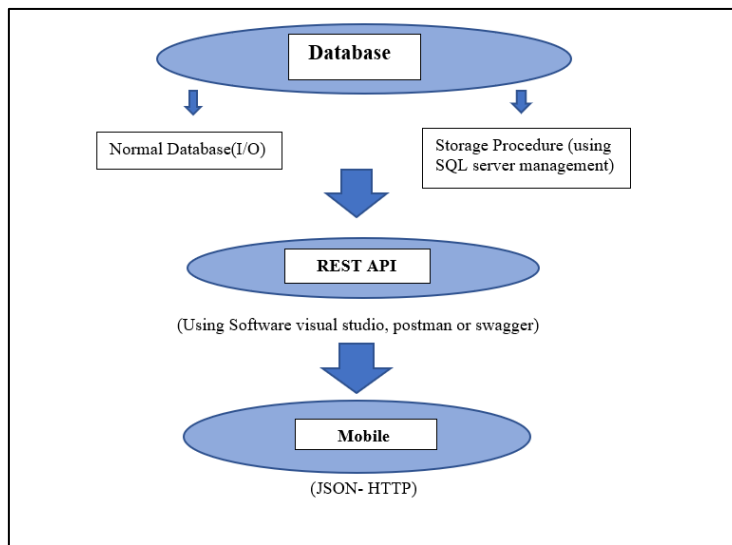 Database
Normal Database(I/O)
Storage Procedure (using
SQL server management)
REST API
(Using Software visual studio, postman or swagger)
Mobile
(JSON- HTTP)